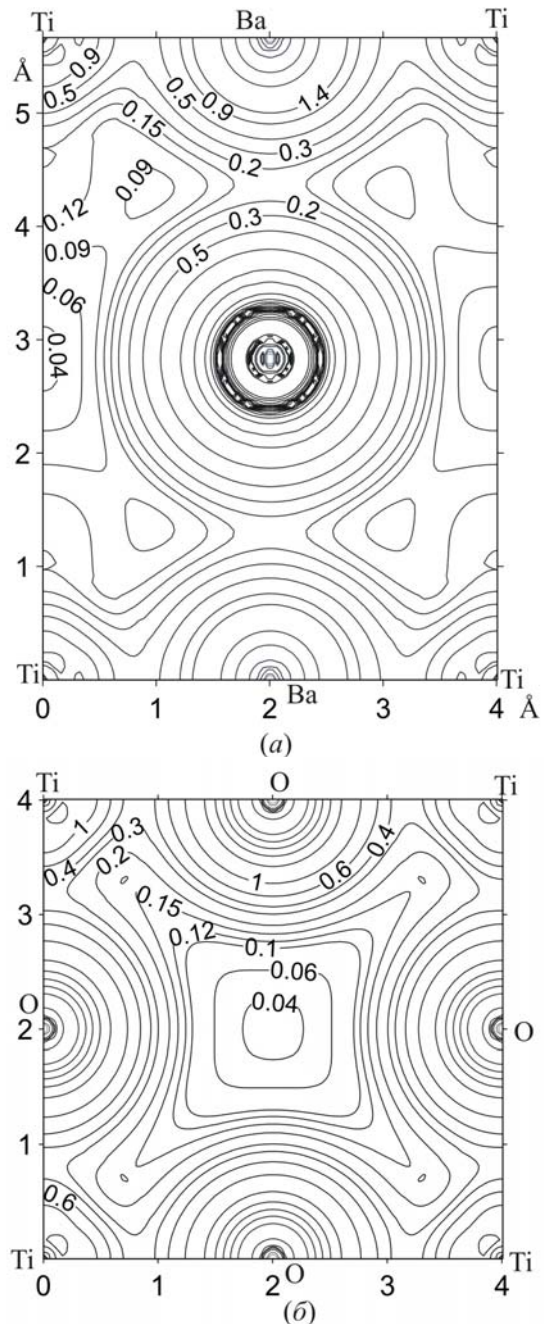 Ti Ba Ti
Å
0.9 0.9
0.5 0.5 1.4
5
0.15 0.3
0.2
0.09
0.12 0.3 0.2
4
0.09 0.5
0.06
3
0.04
2
1
Ti Ba Ti
0 1 2 3 4 Å
(а)
Ti O Ti
4
1 0.3 0.4
0.4 0.2 1 0.6
0.15
3 0.12 0.1
0.06
O 0.04
2 O
1
0.6
Ti O Ti
0 1 2 3 4
(б)